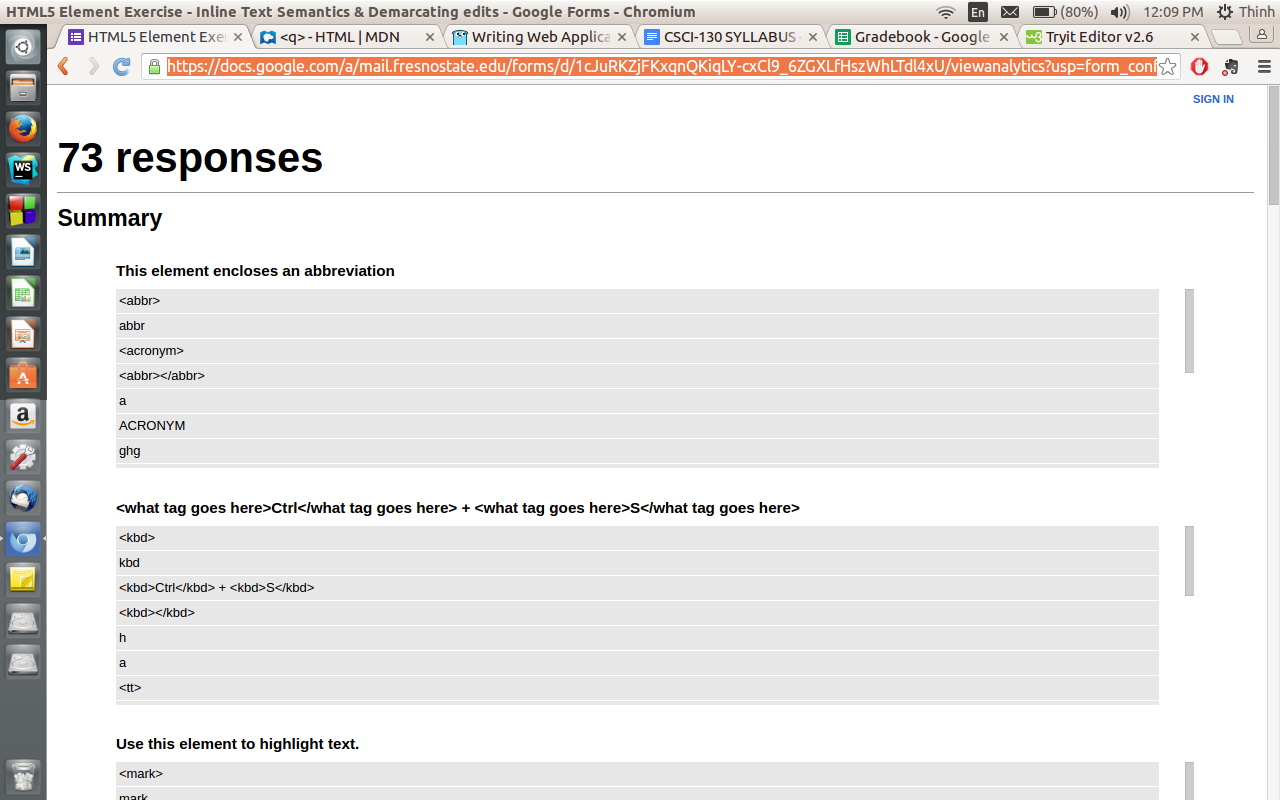 HTML5 Element Exercise - Inline Text Semantics & Demarcating edits - Google Forms - Chromium
En
(80%)
12:09 PM
Thinh
HTML5 Element Exe
<q> - HTML | MDN
Writing Web Applica
CSCI-130 SYLLABUS
Gradebook - Google
Tryit Editor v2.6
https://docs.google.com/a/mail.fresnostate.edu/forms/d/1cJuRKZjFKxqnQKiqLY-cxCl9_6ZGXLfHszWhLTdl4xU/viewanalytics?usp=form_conf
SIGN IN
73 responses
Summary
This element encloses an abbreviation
<abbr>
abbr
<acronym>
<abbr></abbr>
a
ACRONYM
ghg
<what tag goes here>Ctrl</what tag goes here> + <what tag goes here>S</what tag goes here>
<kbd>
kbd
<kbd>Ctrl</kbd> + <kbd>S</kbd>
<kbd></kbd>
h
a
<tt>
Use this element to highlight text.
<mark>
mark